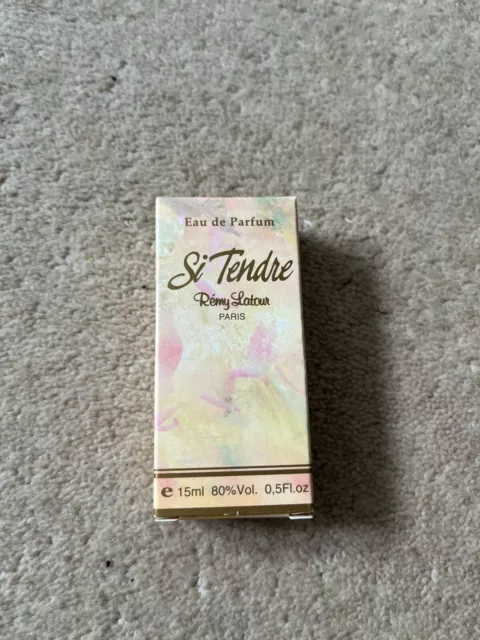 Eau de Parfum
Si Tendre
Rémy Latour
PARIS
℮ 15ml 80%Vol. 0,5Fl.oz